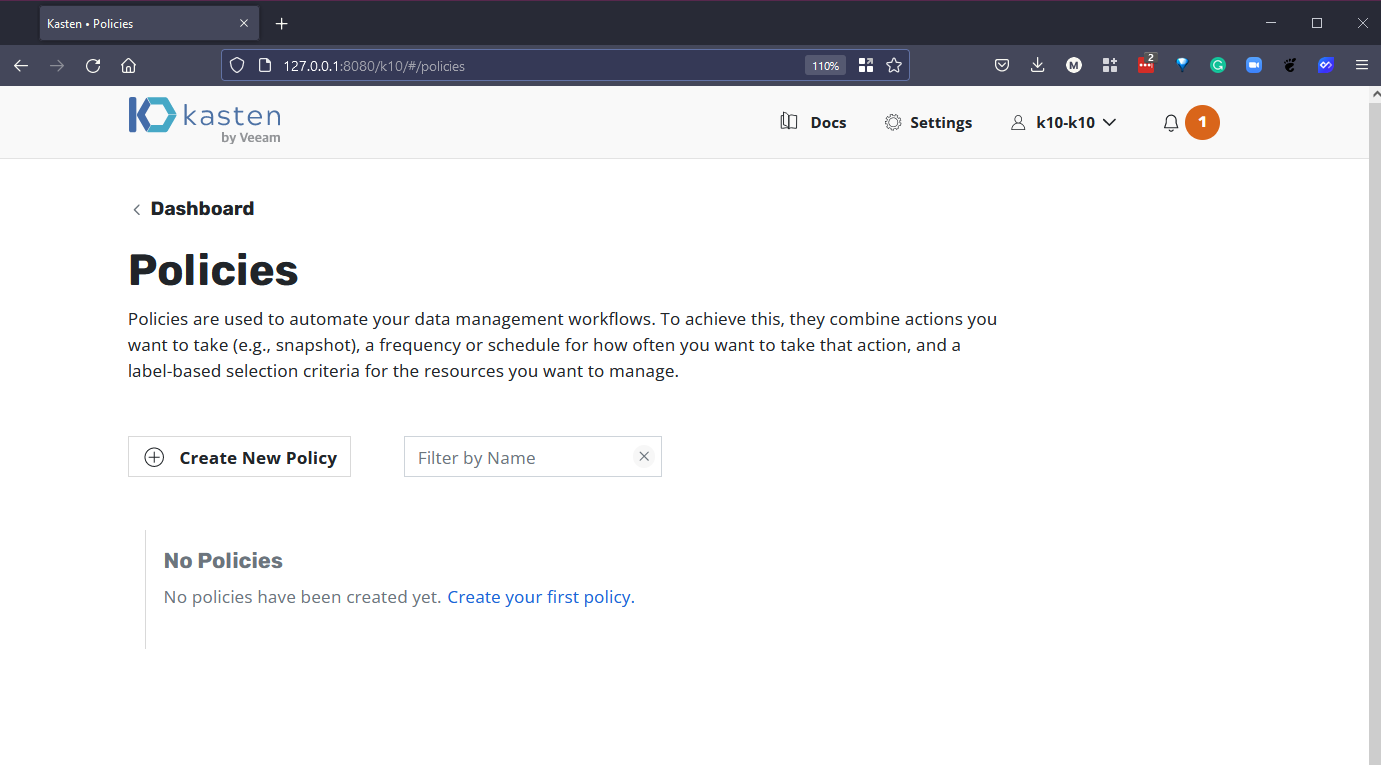 Kasten • Policies
127.0.0.1:8080/k10/#/policies
110%
M
2
G
kasten
by Veeam
Docs
Settings
k10-k10
1
Dashboard
Policies
Policies are used to automate your data management workflows. To achieve this, they combine actions you
want to take (e.g., snapshot), a frequency or schedule for how often you want to take that action, and a
label-based selection criteria for the resources you want to manage.
Create New Policy
Filter by Name
No Policies
No policies have been created yet. Create your first policy.